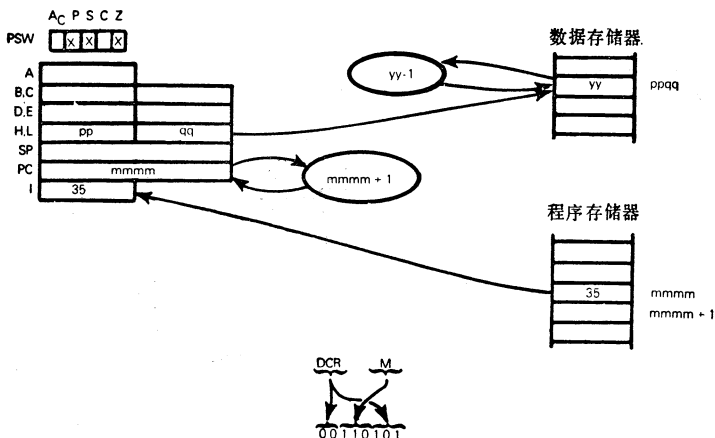 A_C P S C Z
PSW X X X
数据存储器.
A
B.C
D.E
H.L pp qq
SP
PC mmmm
I 35
yy-1
yy ppqq
mmmm + 1
程序存储器
35 mmmm
mmmm + 1
DCR M
00110101